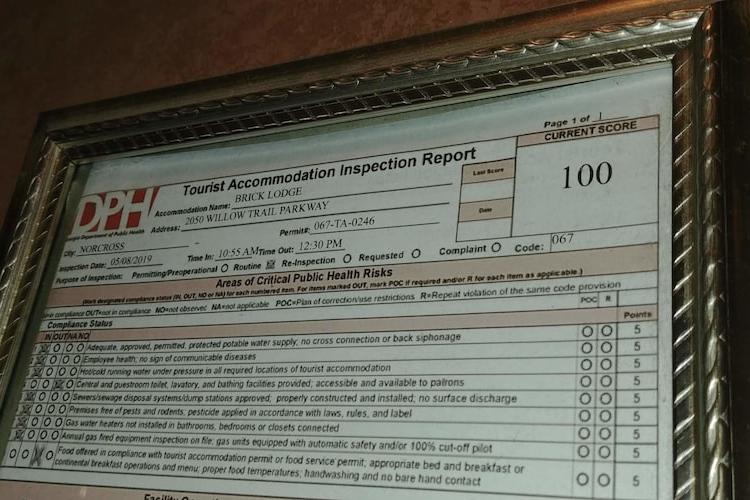 Page 1 of 1
CURRENT SCORE
100
Tourist Accommodation Inspection Report
Last Score
Date
DPH
Georgia Department of Public Health
Accommodation Name: BRICK LODGE
Address: 2050 WILLOW TRAIL PARKWAY
City: NORCROSS
Permit#: 067-TA-0246
Inspection Date: 05/08/2019 Time In: 10:55 AM Time Out: 12:30 PM
Purpose of Inspection: Permitting/Preoperational Routine Re-Inspection Requested Complaint Code: 067
Areas of Critical Public Health Risks
(Mark designated compliance status (IN, OUT, NO or NA) for each numbered item. For items marked OUT, mark POC if required and/or R for each item as applicable.)
in compliance OUT=not in compliance NO=not observed NA=not applicable POC=Plan of correction/use restrictions R=Repeat violation of the same code provision
Compliance Status POC R Points
IN OUT NA NO
Adequate, approved, permitted, protected potable water supply; no cross connection or back siphonage 5
Employee health; no sign of communicable diseases 5
Hot/cold running water under pressure in all required locations of tourist accommodation 5
Central and guestroom toilet, lavatory, and bathing facilities provided; accessible and available to patrons 5
Sewers/sewage disposal systems/dump stations approved; properly constructed and installed; no surface discharge 5
Premises free of pests and rodents; pesticide applied in accordance with laws, rules, and label 5
Gas water heaters not installed in bathrooms, bedrooms or closets connected 5
Annual gas fired equipment inspection on file; gas units equipped with automatic safety and/or 100% cut-off pilot 5
Food offered in compliance with tourist accommodation permit or food service permit; appropriate bed and breakfast or
continental breakfast operations and menu; proper food temperatures; handwashing and no bare hand contact 5